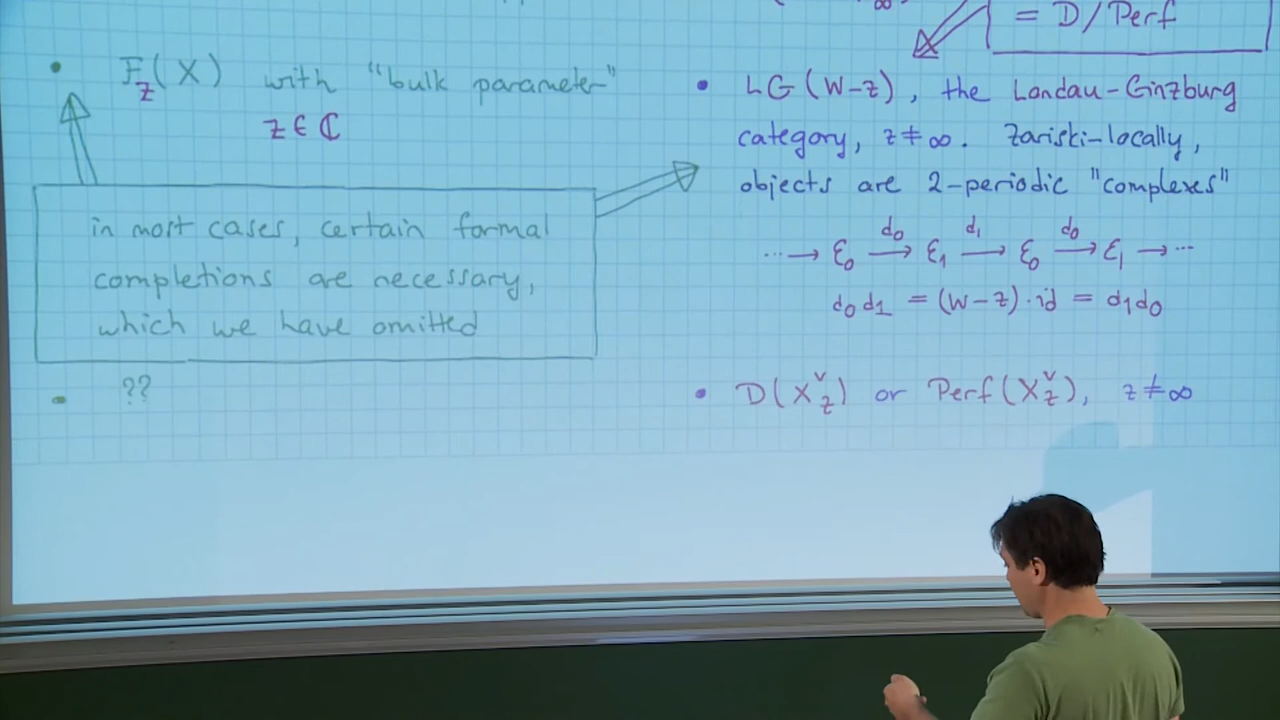 = D/Perf
• F_z(X) with "bulk parameter"
z ∈ ℂ
in most cases, certain formal
completions are necessary,
which we have omitted
• ??
• LG(W-z), the Landau-Ginzburg
category, z ≠ ∞. Zariski-locally,
objects are 2-periodic "complexes"
··· → ℰ₀ —d₀→ ℰ₁ —d₁→ ℰ₀ —d₀→ ℰ₁ → ···
d₀d₁ = (W-z)·id = d₁d₀
• D(X^∨_z) or Perf(X^∨_z), z ≠ ∞